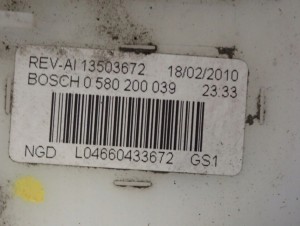 REV-AI 13503672 18/02/2010
BOSCH 0 580 200 039 23:33
NGD L04660433672 GS1